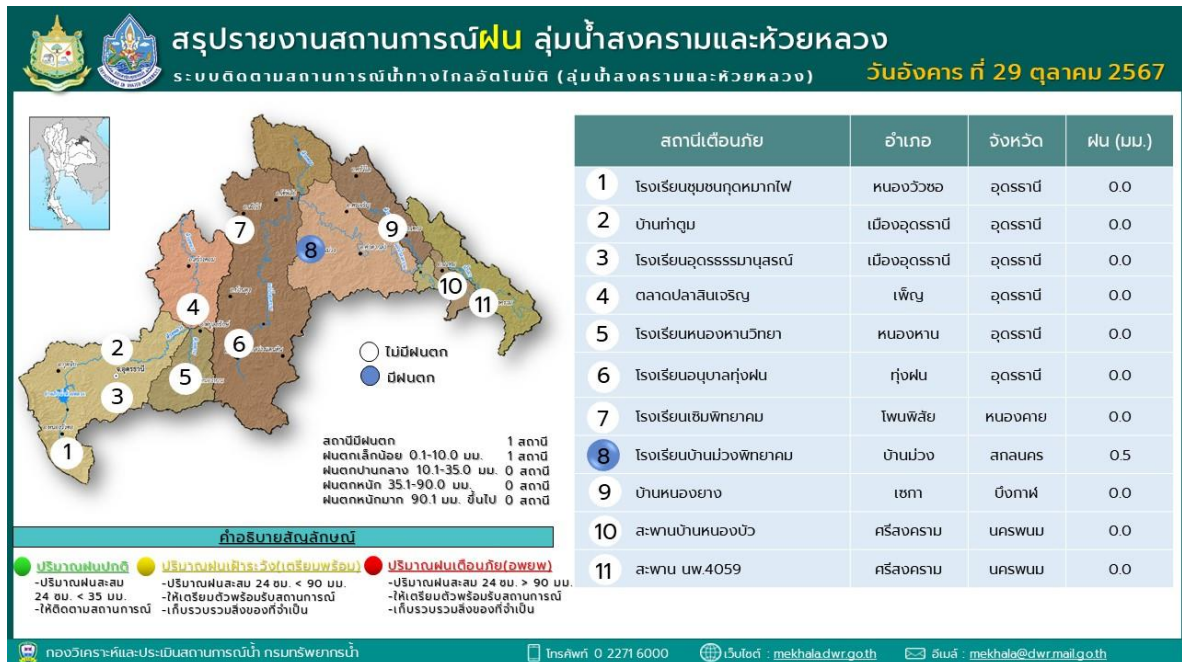 สรุปรายงานสถานการณ์ฝน ลุ่มน้ำสงครามและห้วยหลวง
ระบบติดตามสถานการณ์น้ำทางไกลอัตโนมัติ (ลุ่มน้ำสงครามและห้วยหลวง)
วันอังคาร ที่ 29 ตุลาคม 2567
7
8
9
10
11
4
2
6
5
3
1
ไม่มีฝนตก
มีฝนตก
สถานีมีฝนตก 1 สถานี
ฝนตกเล็กน้อย 0.1-10.0 มม. 1 สถานี
ฝนตกปานกลาง 10.1-35.0 มม. 0 สถานี
ฝนตกหนัก 35.1-90.0 มม. 0 สถานี
ฝนตกหนักมาก 90.1 มม. ขึ้นไป 0 สถานี
สถานีเตือนภัย อำเภอ จังหวัด ฝน (มม.)
1 โรงเรียนชุมชนกุดหมากไฟ หนองวัวซอ อุดรธานี 0.0
2 บ้านท่าตูม เมืองอุดรธานี อุดรธานี 0.0
3 โรงเรียนอุดรธรรมานุสรณ์ เมืองอุดรธานี อุดรธานี 0.0
4 ตลาดปลาสินเจริญ เพ็ญ อุดรธานี 0.0
5 โรงเรียนหนองหานวิทยา หนองหาน อุดรธานี 0.0
6 โรงเรียนอนุบาลทุ่งฝน ทุ่งฝน อุดรธานี 0.0
7 โรงเรียนเซิมพิทยาคม โพนพิสัย หนองคาย 0.0
8 โรงเรียนบ้านม่วงพิทยาคม บ้านม่วง สกลนคร 0.5
9 บ้านหนองยาง เซกา บึงกาฬ 0.0
10 สะพานบ้านหนองบัว ศรีสงคราม นครพนม 0.0
11 สะพาน นพ.4059 ศรีสงคราม นครพนม 0.0
คำอธิบายสัญลักษณ์
ปริมาณฝนปกติ
-ปริมาณฝนสะสม
24 ชม. < 35 มม.
-ให้ติดตามสถานการณ์
ปริมาณฝนเฝ้าระวัง(เตรียมพร้อม)
-ปริมาณฝนสะสม 24 ชม. < 90 มม.
-ให้เตรียมตัวพร้อมรับสถานการณ์
-เก็บรวบรวมสิ่งของที่จำเป็น
ปริมาณฝนเตือนภัย(อพยพ)
-ปริมาณฝนสะสม 24 ชม. > 90 มม.
-ให้เตรียมตัวพร้อมรับสถานการณ์
-เก็บรวบรวมสิ่งของที่จำเป็น
กองวิเคราะห์และประเมินสถานการณ์น้ำ กรมทรัพยากรน้ำ
โทรศัพท์ 0 2271 6000
เว็บไซต์ : mekhala.dwr.go.th
อีเมล์ : mekhala@dwr.mail.go.th